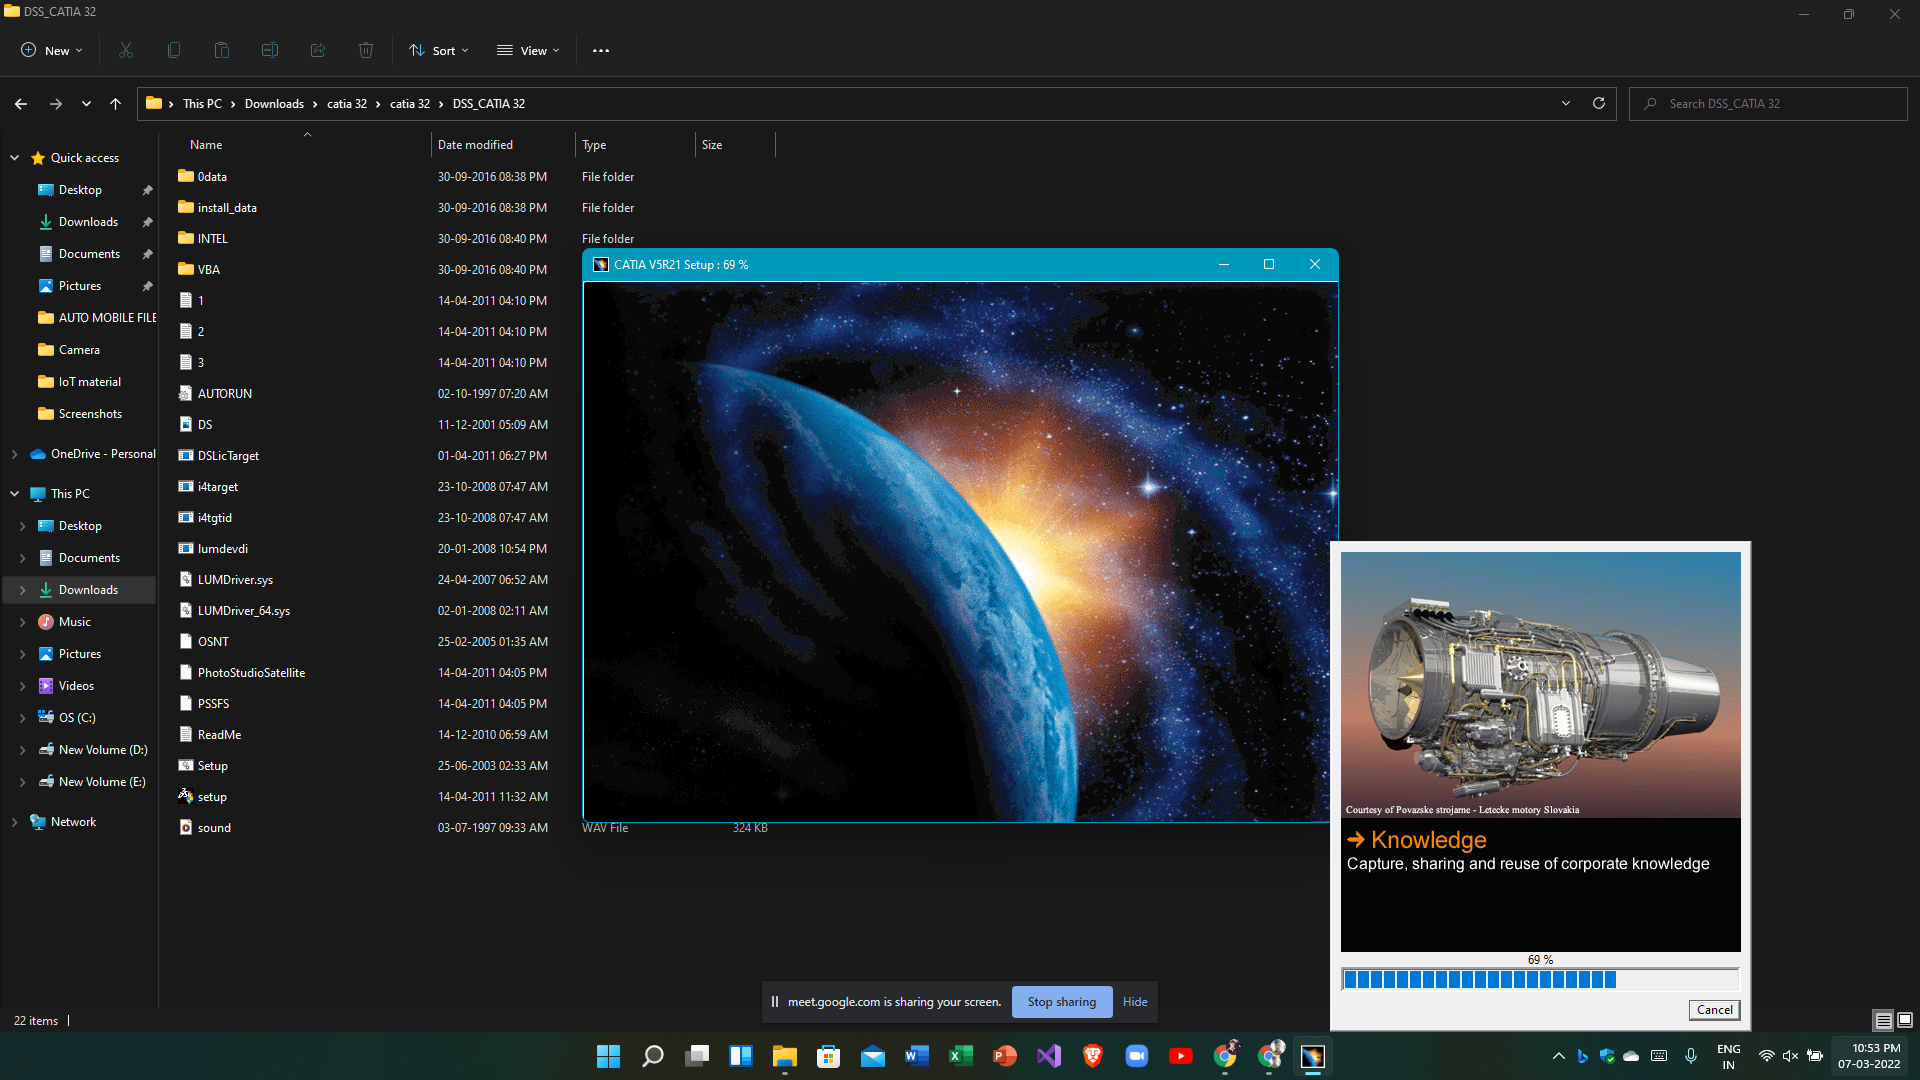 DSS_CATIA 32
New
Sort
View
This PC
Downloads
catia 32
catia 32
DSS_CATIA 32
Search DSS_CATIA 32
Name
Date modified
Type
Size
Quick access
Desktop
Downloads
Documents
Pictures
AUTO MOBILE FILE
Camera
IoT material
Screenshots
OneDrive - Personal
This PC
Desktop
Documents
Downloads
Music
Pictures
Videos
OS (C:)
New Volume (D:)
New Volume (E:)
Network
0data 30-09-2016 08:38 PM File folder
install_data 30-09-2016 08:38 PM File folder
INTEL 30-09-2016 08:40 PM File folder
VBA 30-09-2016 08:40 PM
1 14-04-2011 04:10 PM
2 14-04-2011 04:10 PM
3 14-04-2011 04:10 PM
AUTORUN 02-10-1997 07:20 AM
DS 11-12-2001 05:09 AM
DSLicTarget 01-04-2011 06:27 PM
i4target 23-10-2008 07:47 AM
i4tgtid 23-10-2008 07:47 AM
lumdevdi 20-01-2008 10:54 PM
LUMDriver.sys 24-04-2007 06:52 AM
LUMDriver_64.sys 02-01-2008 02:11 AM
OSNT 25-02-2005 01:35 AM
PhotoStudioSatellite 14-04-2011 04:05 PM
PSSFS 14-04-2011 04:05 PM
ReadMe 14-12-2010 06:59 AM
Setup 25-06-2003 02:33 AM
setup 14-04-2011 11:32 AM
sound 03-07-1997 09:33 AM WAV File 324 KB
CATIA V5R21 Setup : 69 %
Courtesy of Povazske strojarne - Letecke motory Slovakia
Knowledge
Capture, sharing and reuse of corporate knowledge
69 %
Cancel
meet.google.com is sharing your screen.
Stop sharing
Hide
22 items
ENG
IN
10:53 PM
07-03-2022